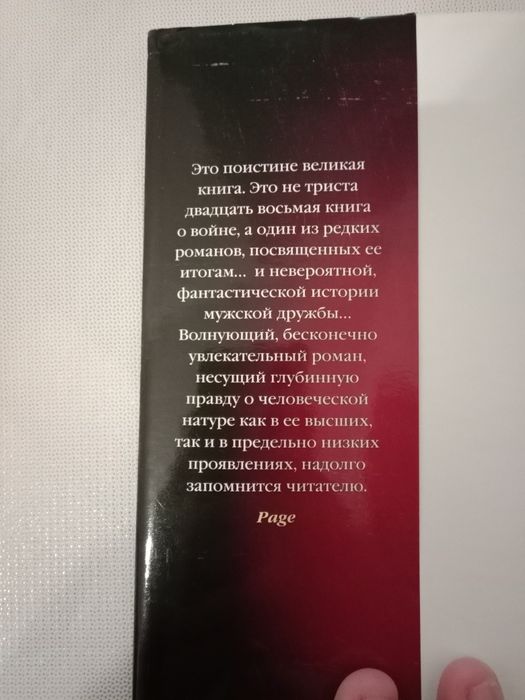 Это поистине великая
книга. Это не триста
двадцать восьмая книга
о войне, а один из редких
романов, посвященных ее
итогам... и невероятной,
фантастической истории
мужской дружбы...
Волнующий, бесконечно
увлекательный роман,
несущий глубинную
правду о человеческой
натуре как в ее высших,
так и в предельно низких
проявлениях, надолго
запомнится читателю.
Page